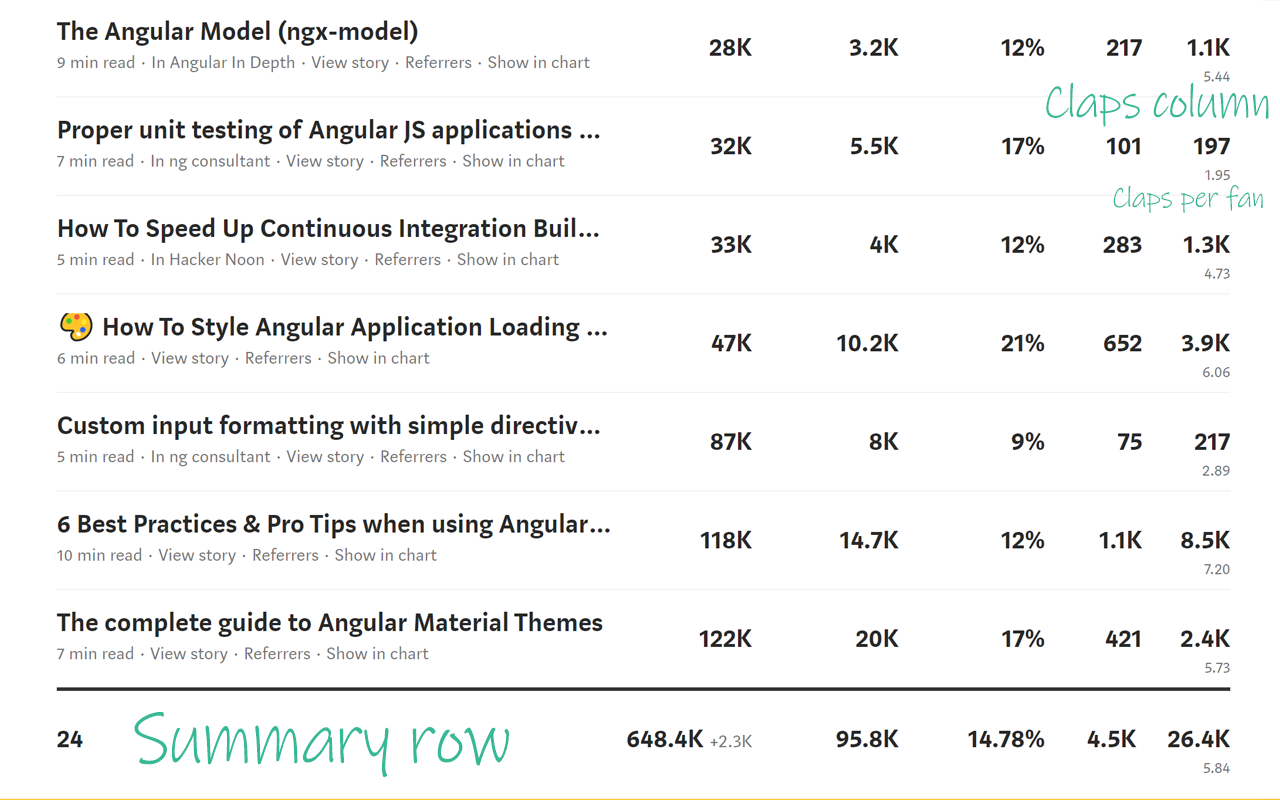 The Angular Model (ngx-model) 28K 3.2K 12% 217 1.1K
9 min read · In Angular In Depth · View story · Referrers · Show in chart 5.44
Claps column
Proper unit testing of Angular JS applications ... 32K 5.5K 17% 101 197
7 min read · In ng consultant · View story · Referrers · Show in chart 1.95
Claps per fan
How To Speed Up Continuous Integration Buil... 33K 4K 12% 283 1.3K
5 min read · In Hacker Noon · View story · Referrers · Show in chart 4.73
🎨 How To Style Angular Application Loading ... 47K 10.2K 21% 652 3.9K
6 min read · View story · Referrers · Show in chart 6.06
Custom input formatting with simple directiv... 87K 8K 9% 75 217
5 min read · In ng consultant · View story · Referrers · Show in chart 2.89
6 Best Practices & Pro Tips when using Angular... 118K 14.7K 12% 1.1K 8.5K
10 min read · View story · Referrers · Show in chart 7.20
The complete guide to Angular Material Themes 122K 20K 17% 421 2.4K
7 min read · View story · Referrers · Show in chart 5.73
24 Summary row 648.4K +2.3K 95.8K 14.78% 4.5K 26.4K
5.84